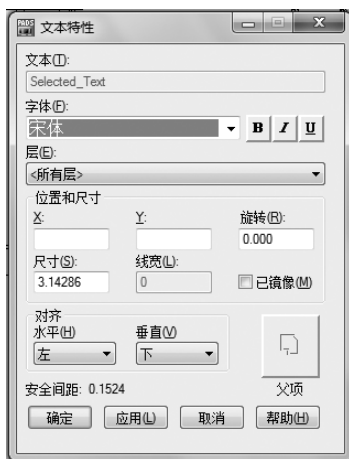 文本特性
文本(T):
Selected_Text
字体(F):
宋体
B I U
层(E):
<所有层>
位置和尺寸
X: Y: 旋转(R):
0.000
尺寸(S): 线宽(L):
3.14286 0 已镜像(M)
对齐
水平(H) 垂直(V)
左 下
安全间距: 0.1524 父项
确定 应用(L) 取消 帮助(H)